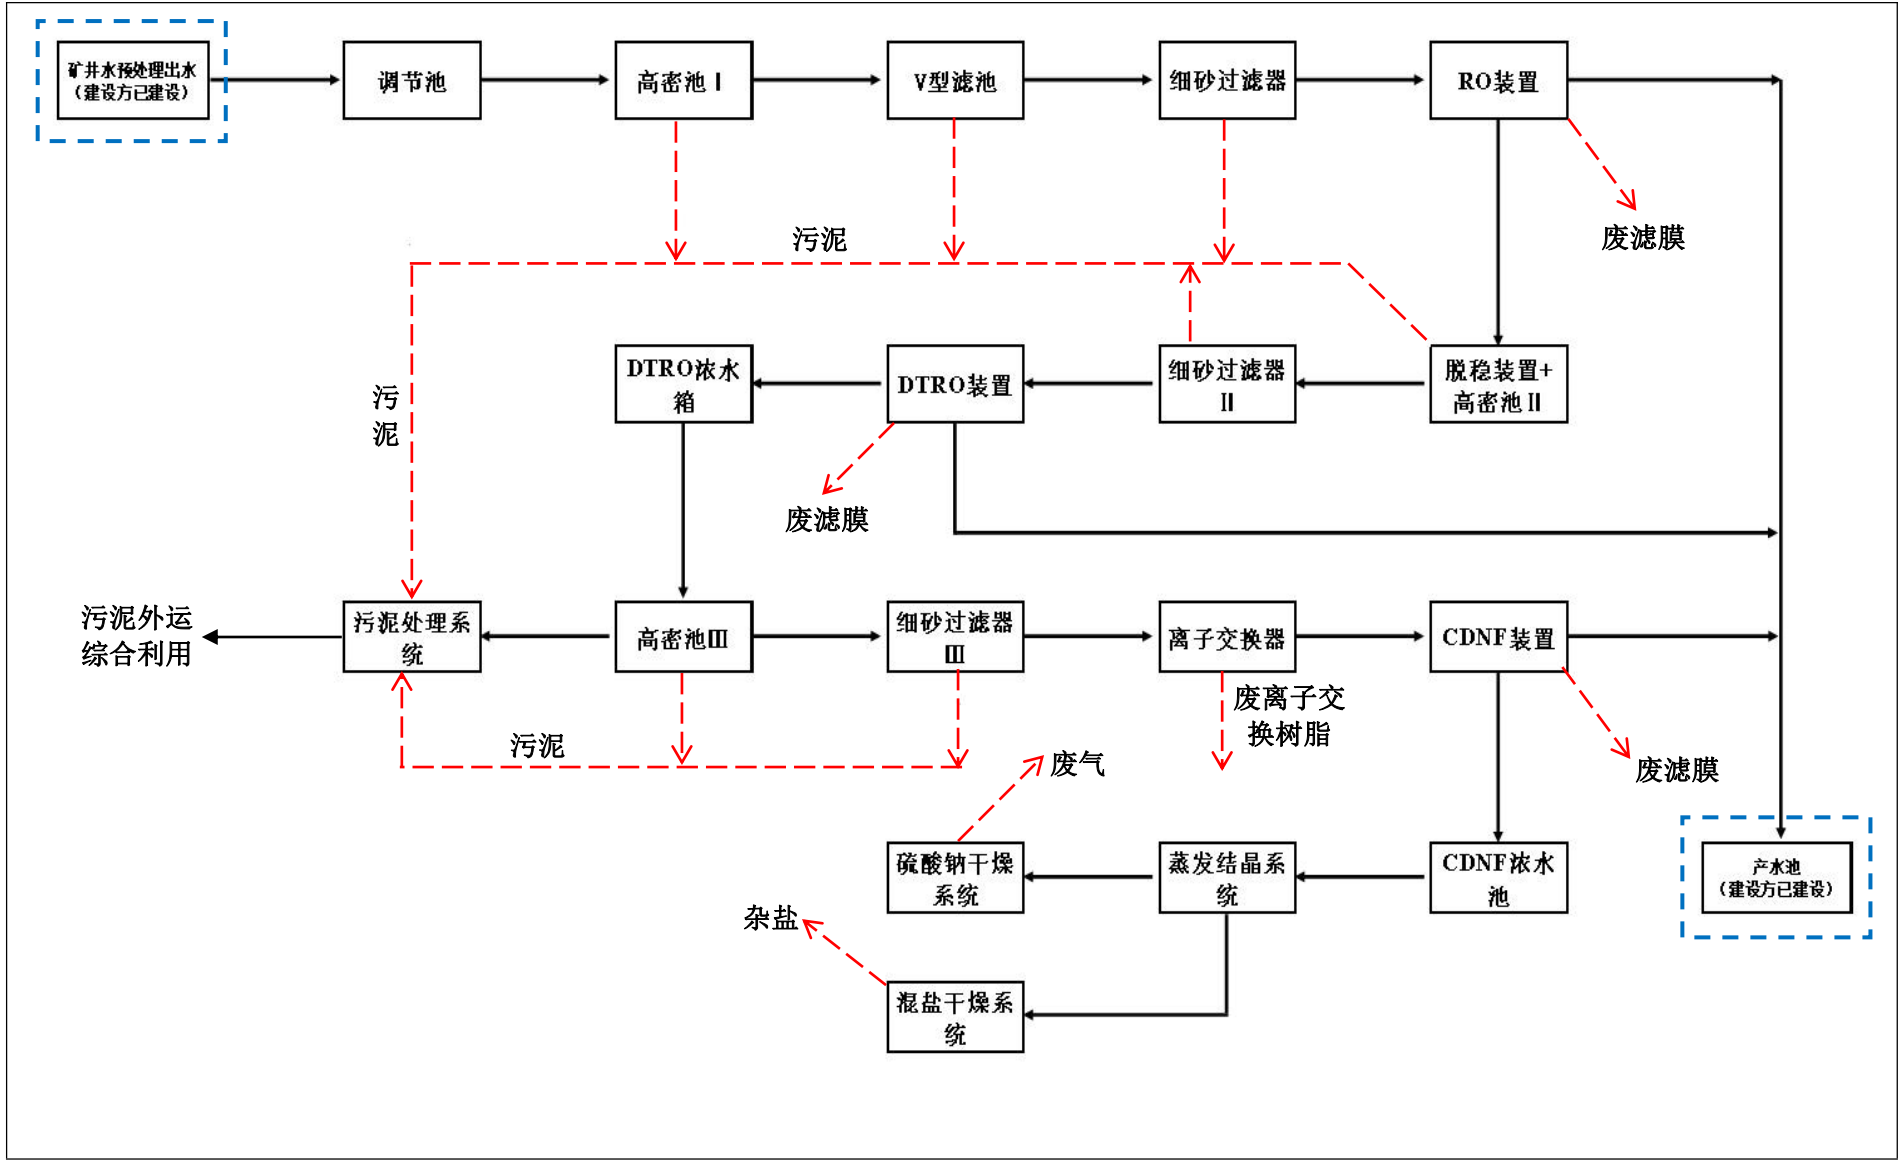 矿井水预处理出水
（建设方已建设）
调节池
高密池Ⅰ
V型滤池
细砂过滤器
RO装置
废滤膜
污泥
污
泥
DTRO浓水
箱
DTRO装置
细砂过滤器
Ⅱ
脱稳装置+
高密池Ⅱ
废滤膜
污泥外运
综合利用
污泥处理系
统
高密池Ⅲ
细砂过滤器
Ⅲ
离子交换器
CDNF装置
废离子交
换树脂
污泥
废气
废滤膜
硫酸钠干燥
系统
蒸发结晶系
统
CDNF浓水
池
产水池
（建设方已建设）
杂盐
混盐干燥系
统